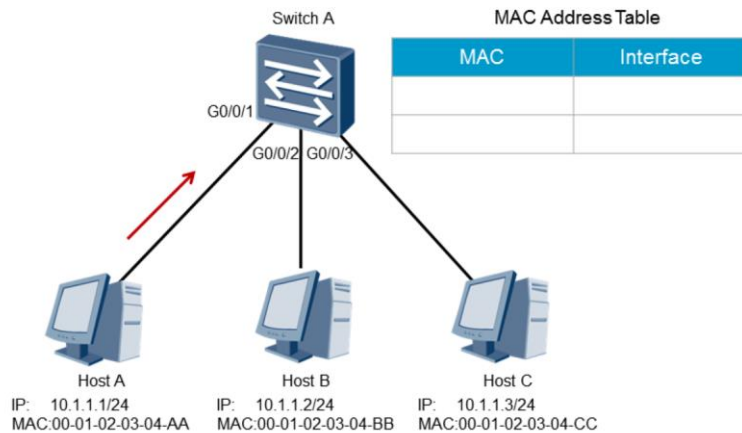 Switch A
MAC Address Table
MAC Interface
G0/0/1
G0/0/2 G0/0/3
Host A
IP: 10.1.1.1/24
MAC:00-01-02-03-04-AA
Host B
IP: 10.1.1.2/24
MAC:00-01-02-03-04-BB
Host C
IP: 10.1.1.3/24
MAC:00-01-02-03-04-CC